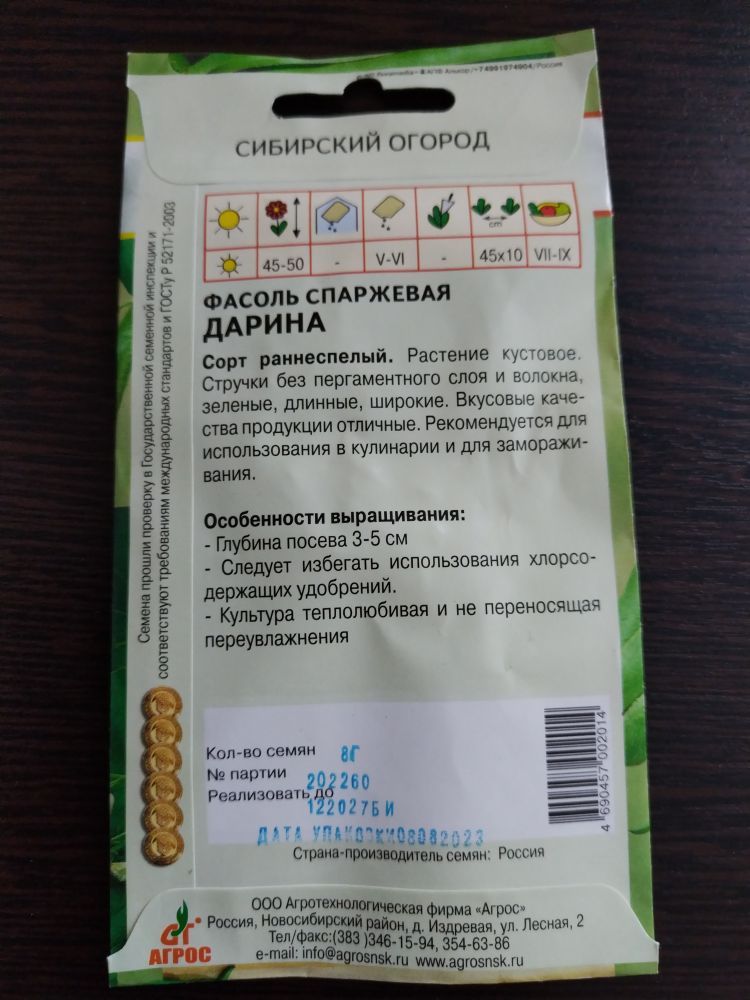 +74991974904/Россия
СИБИРСКИЙ ОГОРОД
cm
45-50 - V-VI - 45x10 VII-IX
ФАСОЛЬ СПАРЖЕВАЯ
ДАРИНА
Сорт раннеспелый. Растение кустовое.
Стручки без пергаментного слоя и волокна,
зеленые, длинные, широкие. Вкусовые каче-
ства продукции отличные. Рекомендуется для
использования в кулинарии и для заморажи-
вания.
Особенности выращивания:
- Глубина посева 3-5 см
- Следует избегать использования хлорсо-
держащих удобрений.
- Культура теплолюбивая и не переносящая
переувлажнения
Семена прошли проверку в Государственной семенной инспекции и
соответствуют требованиям международных стандартов и ГОСТу Р 52171-2003
Кол-во семян 8Г
№ партии 202260
Реализовать до 122027БИ
ДАТА УПАКОВКИ08082023
4 690457 002014
Страна-производитель семян: Россия
ООО Агротехнологическая фирма «Агрос»
Россия, Новосибирский район, д. Издревая, ул. Лесная, 2
Тел/факс:(383 )346-15-94, 354-63-86
e-mail: info@agrosnsk.ru www.agrosnsk.ru
АГРОС